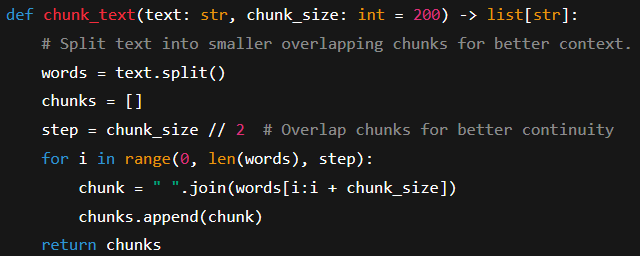 def chunk_text(text: str, chunk_size: int = 200) -> list[str]:
    # Split text into smaller overlapping chunks for better context.
    words = text.split()
    chunks = []
    step = chunk_size // 2  # Overlap chunks for better continuity
    for i in range(0, len(words), step):
        chunk = " ".join(words[i:i + chunk_size])
        chunks.append(chunk)
    return chunks